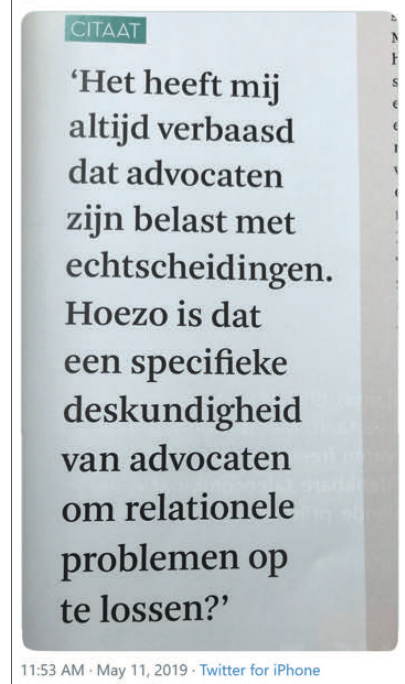 CITAAT
‘Het heeft mij
altijd verbaasd
dat advocaten
zijn belast met
echtscheidingen.
Hoezo is dat
een specifieke
deskundigheid
van advocaten
om relationele
problemen op
te lossen?’
11:53 AM · May 11, 2019 · Twitter for iPhone